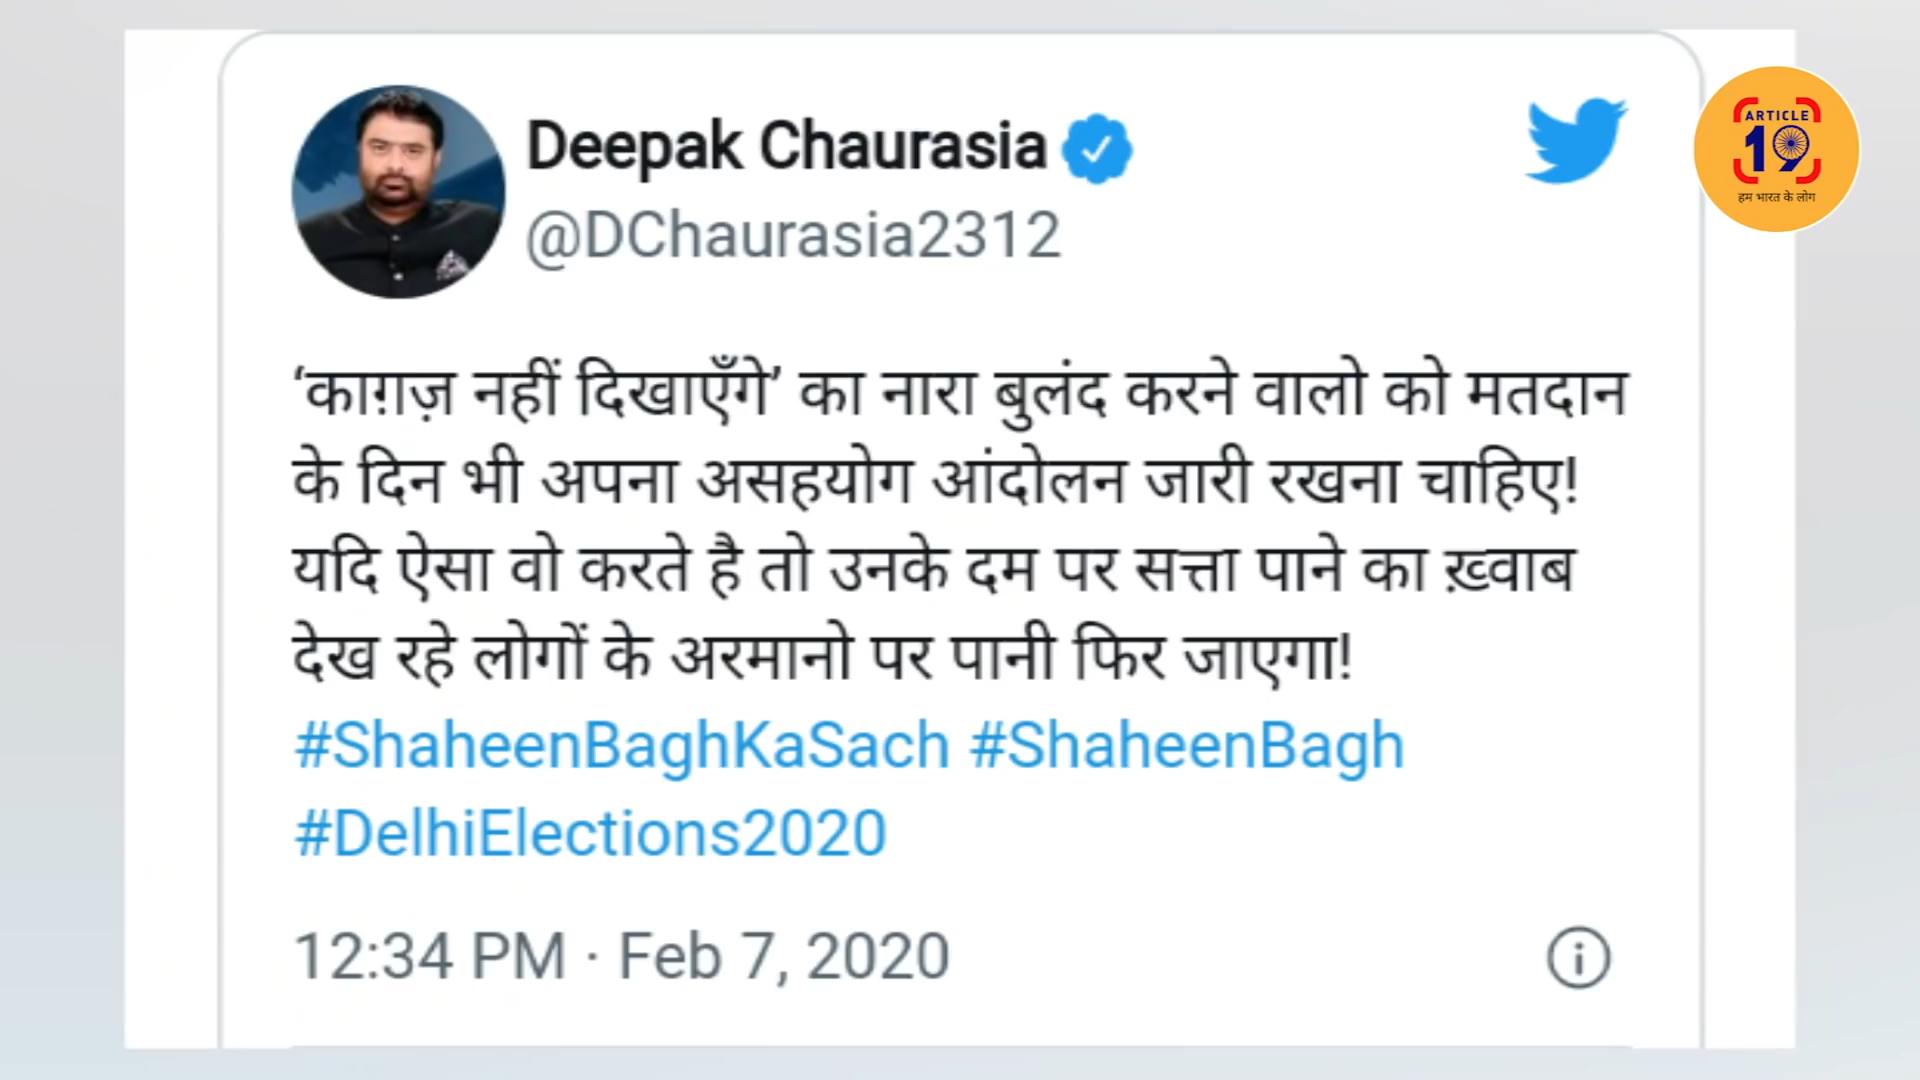 Deepak Chaurasia
@DChaurasia2312
ARTICLE
19
हम भारत के लोग
‘काग़ज़ नहीं दिखाएँगे’ का नारा बुलंद करने वालो को मतदान
के दिन भी अपना असहयोग आंदोलन जारी रखना चाहिए!
यदि ऐसा वो करते है तो उनके दम पर सत्ता पाने का ख़्वाब
देख रहे लोगों के अरमानो पर पानी फिर जाएगा!
#ShaheenBaghKaSach #ShaheenBagh
#DelhiElections2020
12:34 PM · Feb 7, 2020